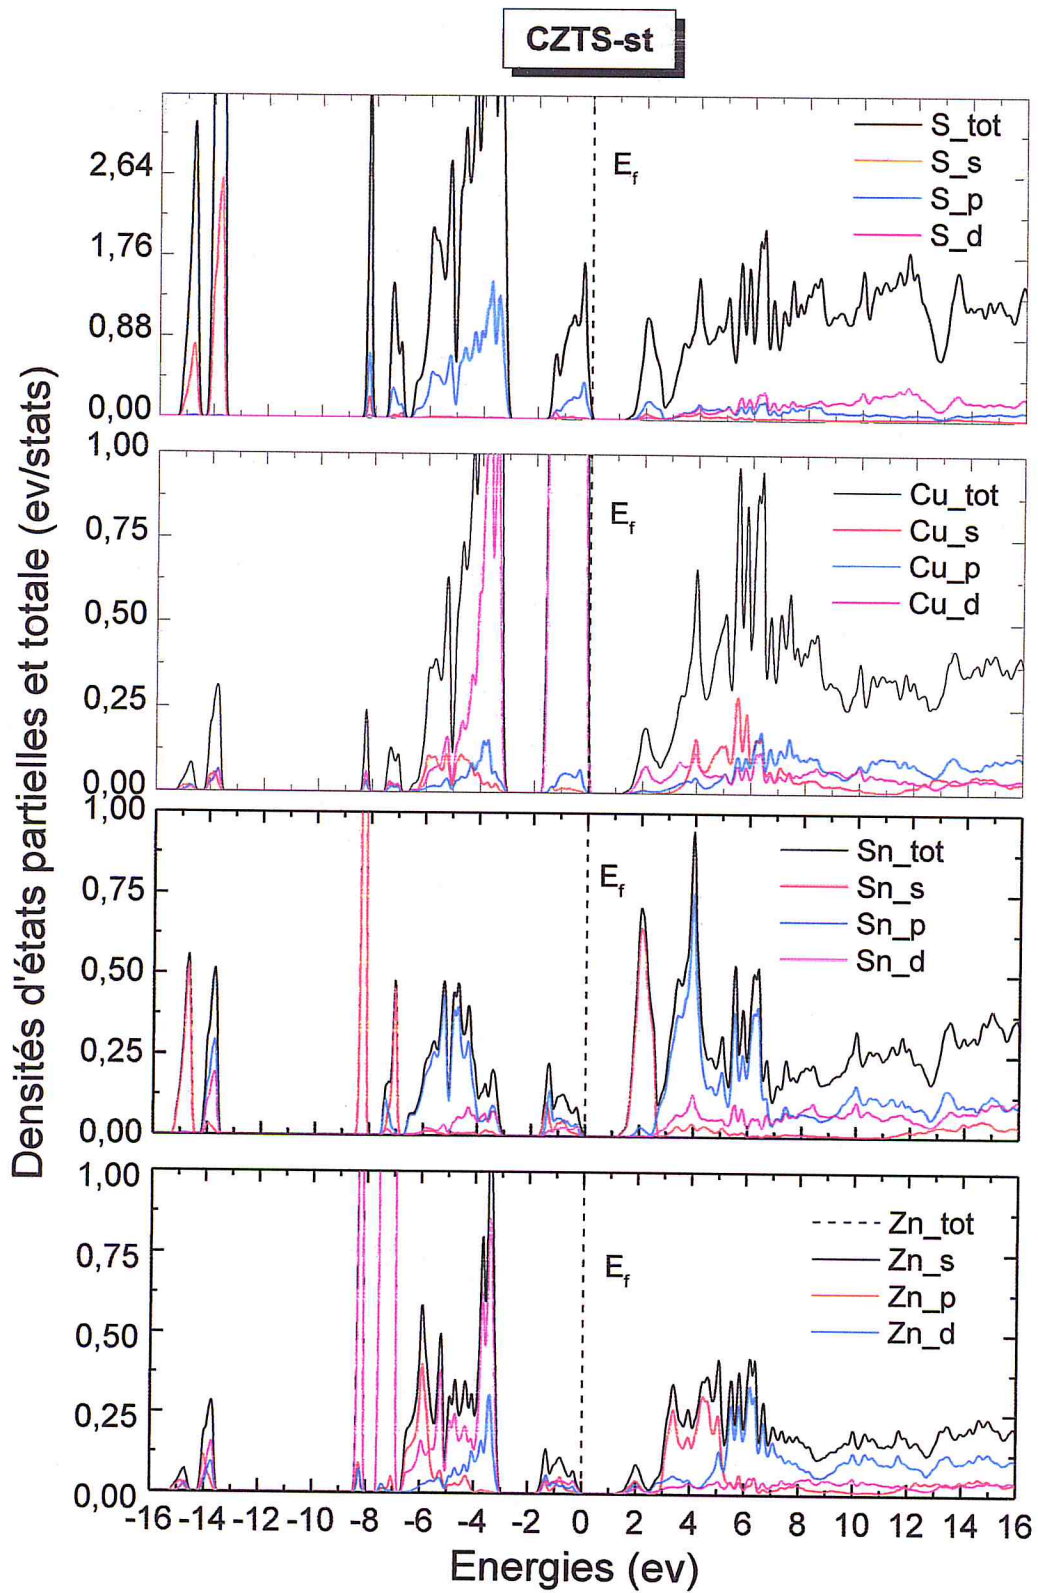 CZTS-st
Densités d'états partielles et totale (ev/stats)
2,64
1,76
0,88
0,00
E_f
S_tot
S_s
S_p
S_d
1,00
0,75
0,50
0,25
0,00
E_f
Cu_tot
Cu_s
Cu_p
Cu_d
1,00
0,75
0,50
0,25
0,00
E_f
Sn_tot
Sn_s
Sn_p
Sn_d
1,00
0,75
0,50
0,25
0,00
E_f
Zn_tot
Zn_s
Zn_p
Zn_d
-16 -14 -12 -10 -8 -6 -4 -2 0 2 4 6 8 10 12 14 16
Energies (ev)